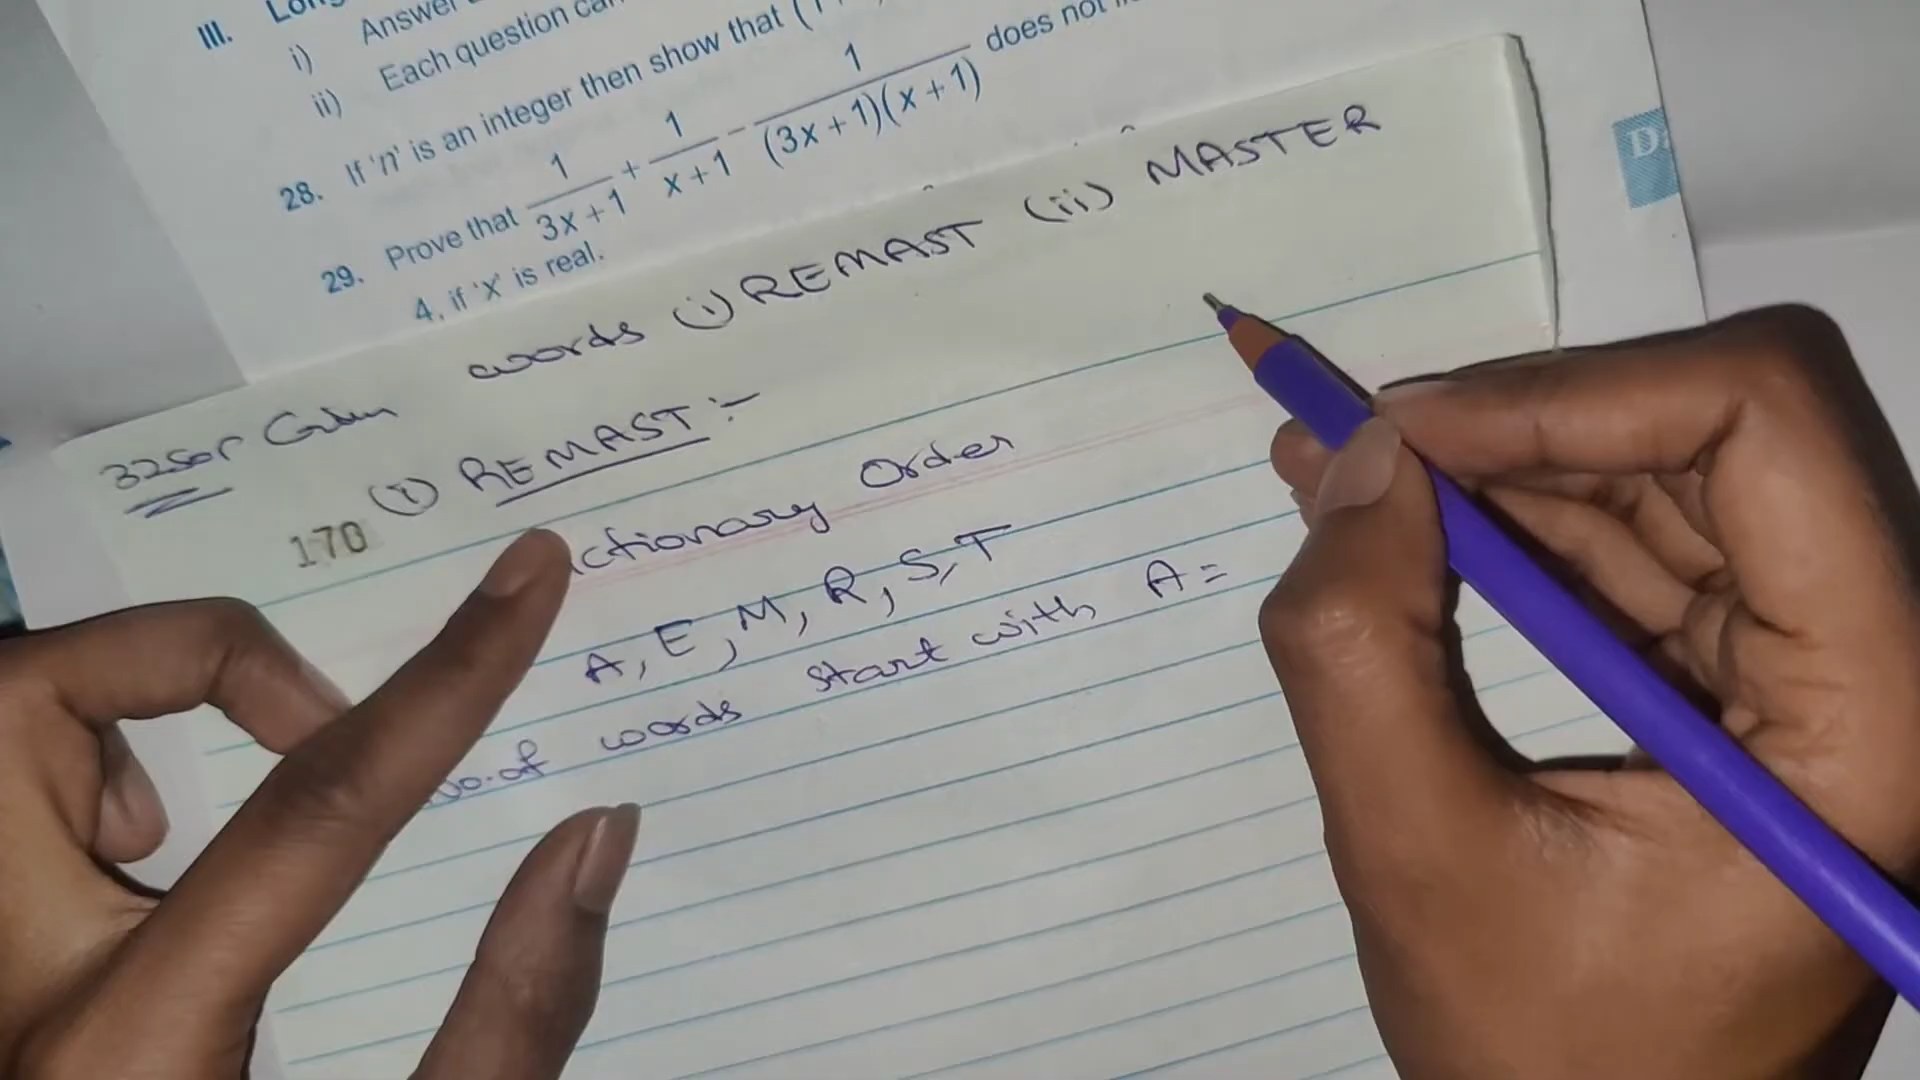 III.
i) Answer
ii) Each question
28. If 'n' is an integer then show that (
29. Prove that 1/(3x+1) + 1/(x+1) - 1/((3x+1)(x+1)) does not
4, if 'x' is real.
words (i) REMAST (ii) MASTER
32Sol
170 (i) REMAST :-
ctionary Order
A, E, M, R, S, T
No.of words start with A =